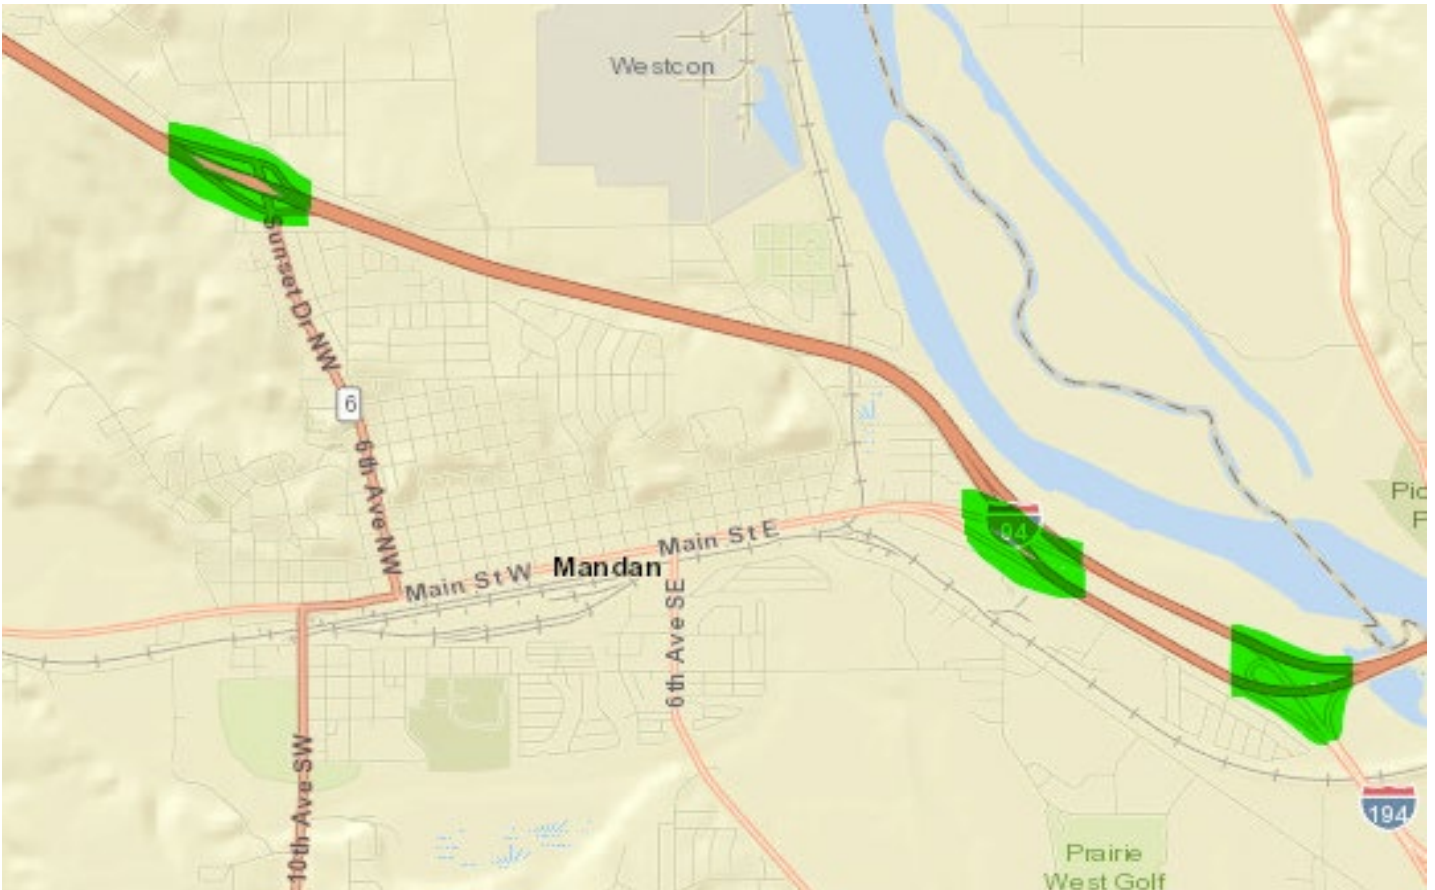 Westcon
Sunset Dr NW
6
6th Ave NW
Main St W
Mandan
Main St E
94
6th Ave SE
10th Ave SW
194
Prairie
West Golf